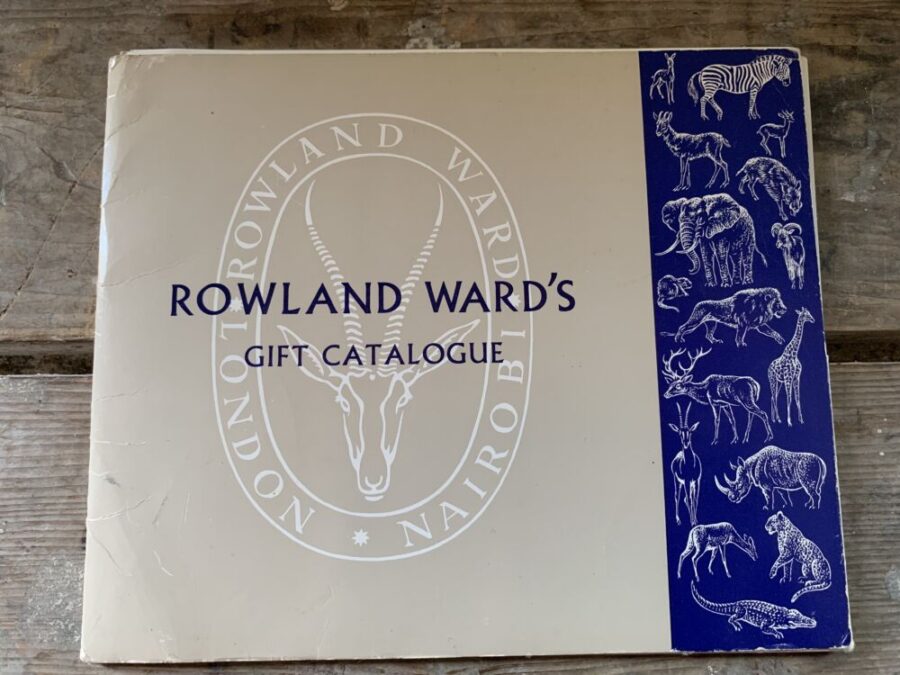 ROWLAND WARD'S
GIFT CATALOGUE
LONDON * ROWLAND WARD * NAIROBI *